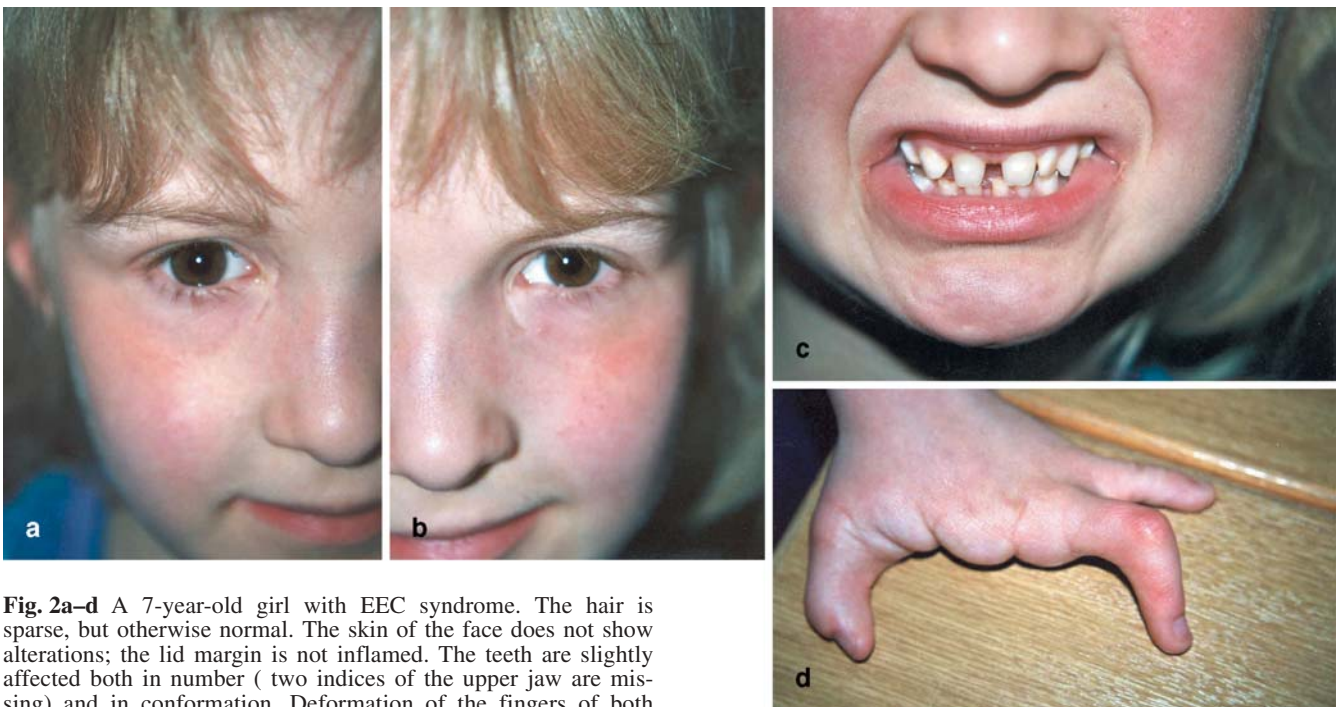 a
b
c
d
Fig. 2a–d A 7-year-old girl with EEC syndrome. The hair is
sparse, but otherwise normal. The skin of the face does not show
alterations; the lid margin is not inflamed. The teeth are slightly
affected both in number ( two indices of the upper jaw are mis-
sing) and in conformation. Deformation of the fingers of both